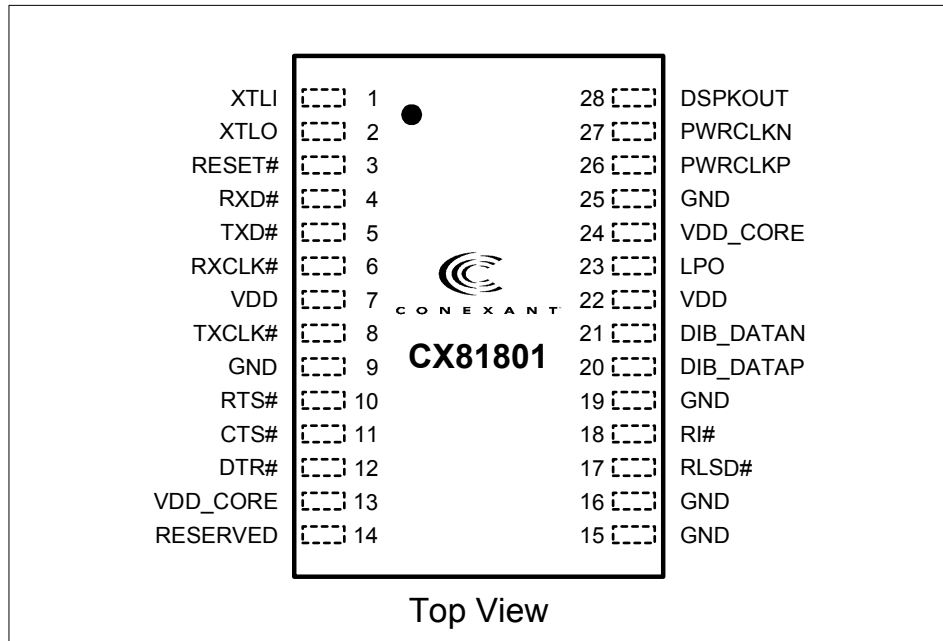 XTLI 1 28 DSPKOUT
XTLO 2 27 PWRCLKN
RESET# 3 26 PWRCLKP
RXD# 4 25 GND
TXD# 5 24 VDD_CORE
RXCLK# 6 23 LPO
VDD 7 22 VDD
CONEXANT
TXCLK# 8 21 DIB_DATAN
CX81801
GND 9 20 DIB_DATAP
RTS# 10 19 GND
CTS# 11 18 RI#
DTR# 12 17 RLSD#
VDD_CORE 13 16 GND
RESERVED 14 15 GND
Top View